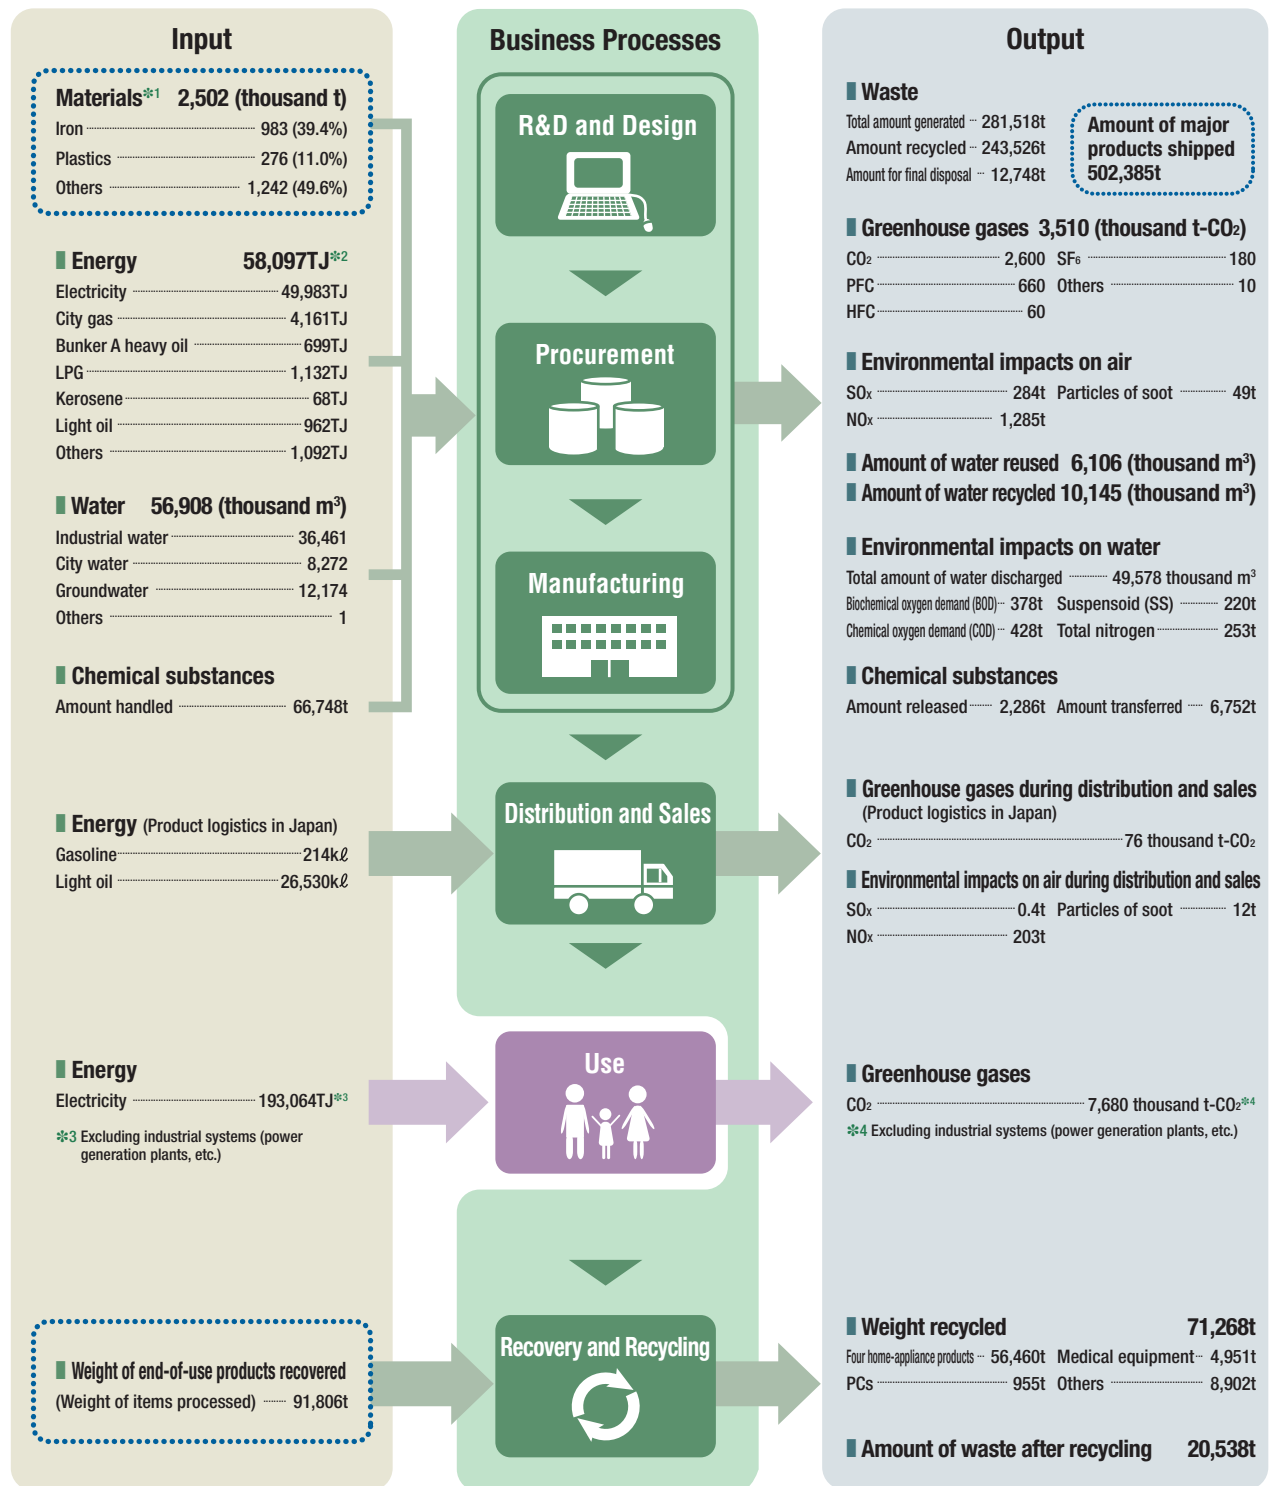 Input
Materials✽1 2,502 (thousand t)
Iron 983 (39.4%)
Plastics 276 (11.0%)
Others 1,242 (49.6%)
Energy 58,097TJ✽2
Electricity 49,983TJ
City gas 4,161TJ
Bunker A heavy oil 699TJ
LPG 1,132TJ
Kerosene 68TJ
Light oil 962TJ
Others 1,092TJ
Water 56,908 (thousand m³)
Industrial water 36,461
City water 8,272
Groundwater 12,174
Others 1
Chemical substances
Amount handled 66,748t
Energy (Product logistics in Japan)
Gasoline 214kℓ
Light oil 26,530kℓ
Energy
Electricity 193,064TJ✽3
✽3 Excluding industrial systems (power
generation plants, etc.)
Weight of end-of-use products recovered
(Weight of items processed) 91,806t
Business Processes
R&D and Design
Procurement
Manufacturing
Distribution and Sales
Use
Recovery and Recycling
Output
Waste
Total amount generated 281,518t
Amount recycled 243,526t
Amount for final disposal 12,748t
Amount of major
products shipped
502,385t
Greenhouse gases 3,510 (thousand t-CO₂)
CO₂ 2,600 SF₆ 180
PFC 660 Others 10
HFC 60
Environmental impacts on air
SOx 284t Particles of soot 49t
NOx 1,285t
Amount of water reused 6,106 (thousand m³)
Amount of water recycled 10,145 (thousand m³)
Environmental impacts on water
Total amount of water discharged 49,578 thousand m³
Biochemical oxygen demand (BOD) 378t Suspensoid (SS) 220t
Chemical oxygen demand (COD) 428t Total nitrogen 253t
Chemical substances
Amount released 2,286t Amount transferred 6,752t
Greenhouse gases during distribution and sales
(Product logistics in Japan)
CO₂ 76 thousand t-CO₂
Environmental impacts on air during distribution and sales
SOx 0.4t Particles of soot 12t
NOx 203t
Greenhouse gases
CO₂ 7,680 thousand t-CO₂✽4
✽4 Excluding industrial systems (power generation plants, etc.)
Weight recycled 71,268t
Four home-appliance products 56,460t Medical equipment 4,951t
PCs 955t Others 8,902t
Amount of waste after recycling 20,538t